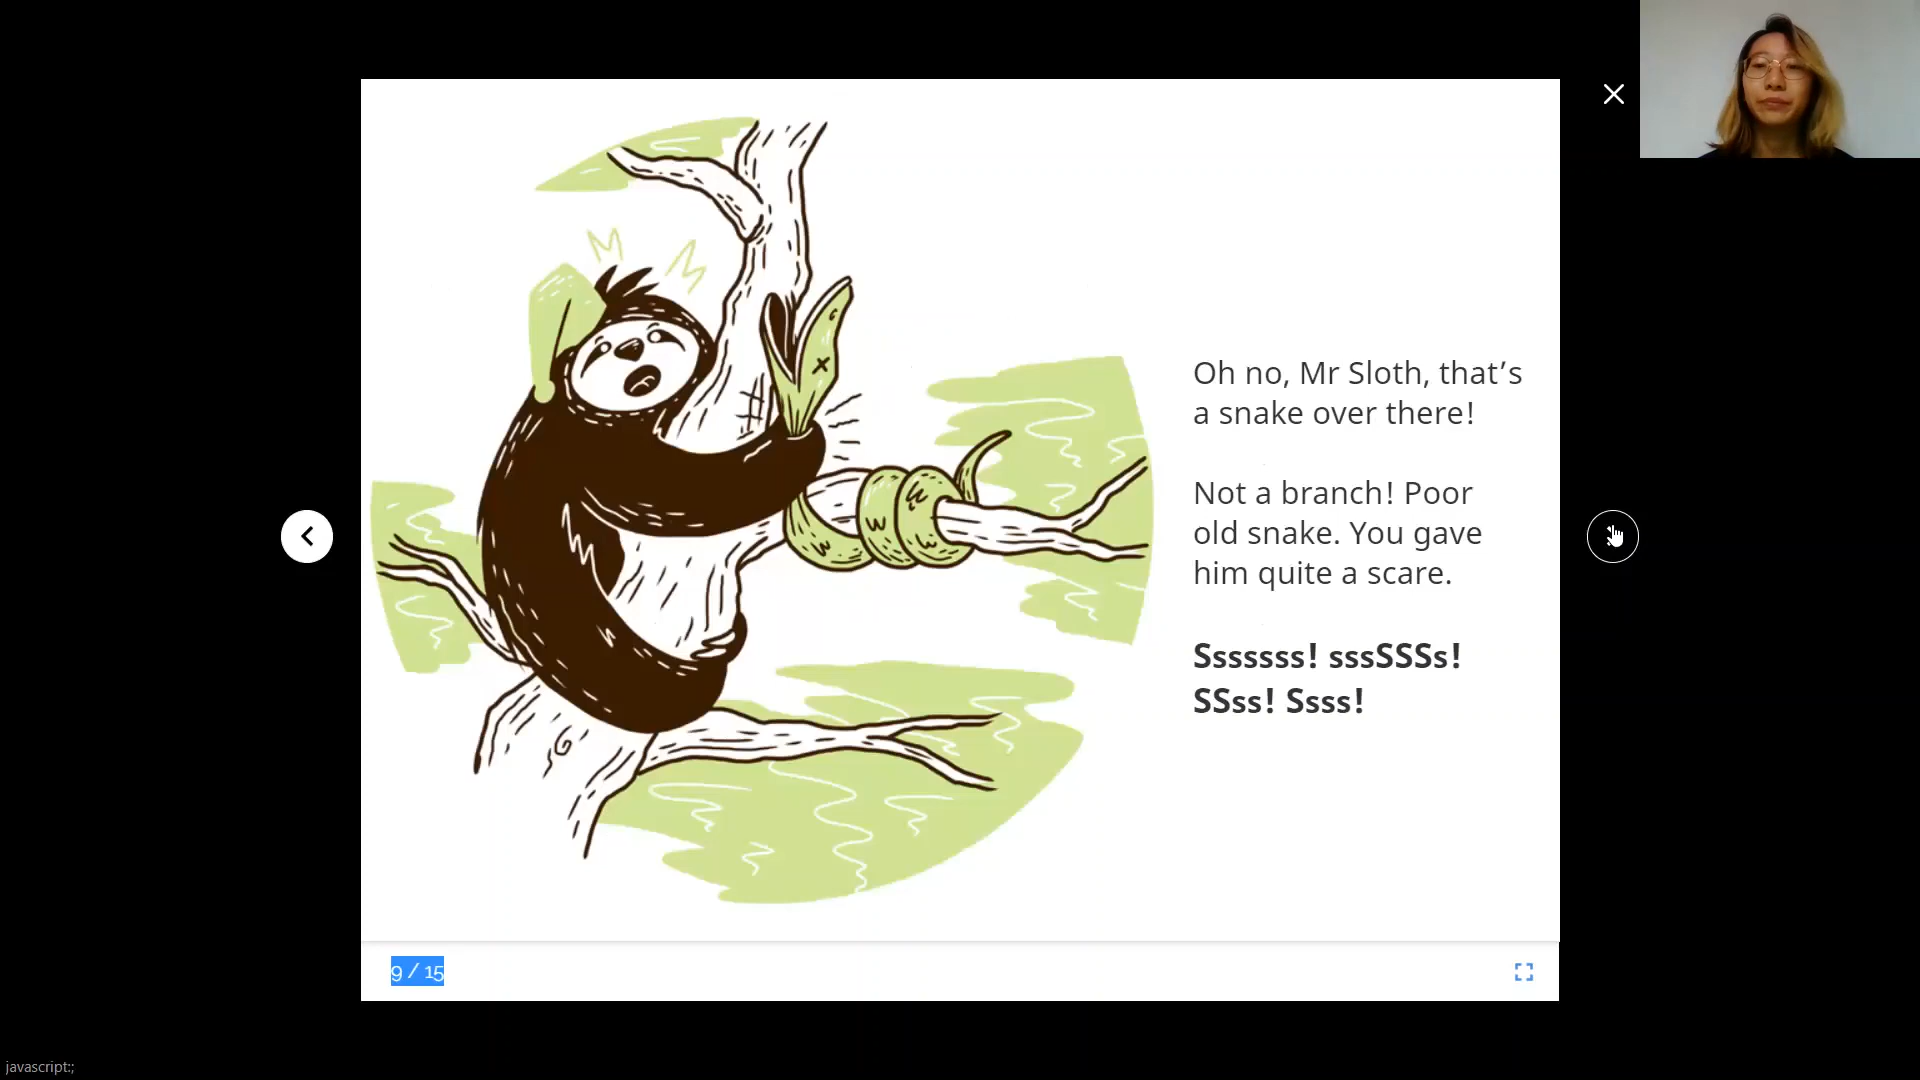 Oh no, Mr Sloth, that’s
a snake over there!
Not a branch! Poor
old snake. You gave
him quite a scare.
Sssssss! sssSSSs!
SSss! Ssss!
9 / 15
javascript:;